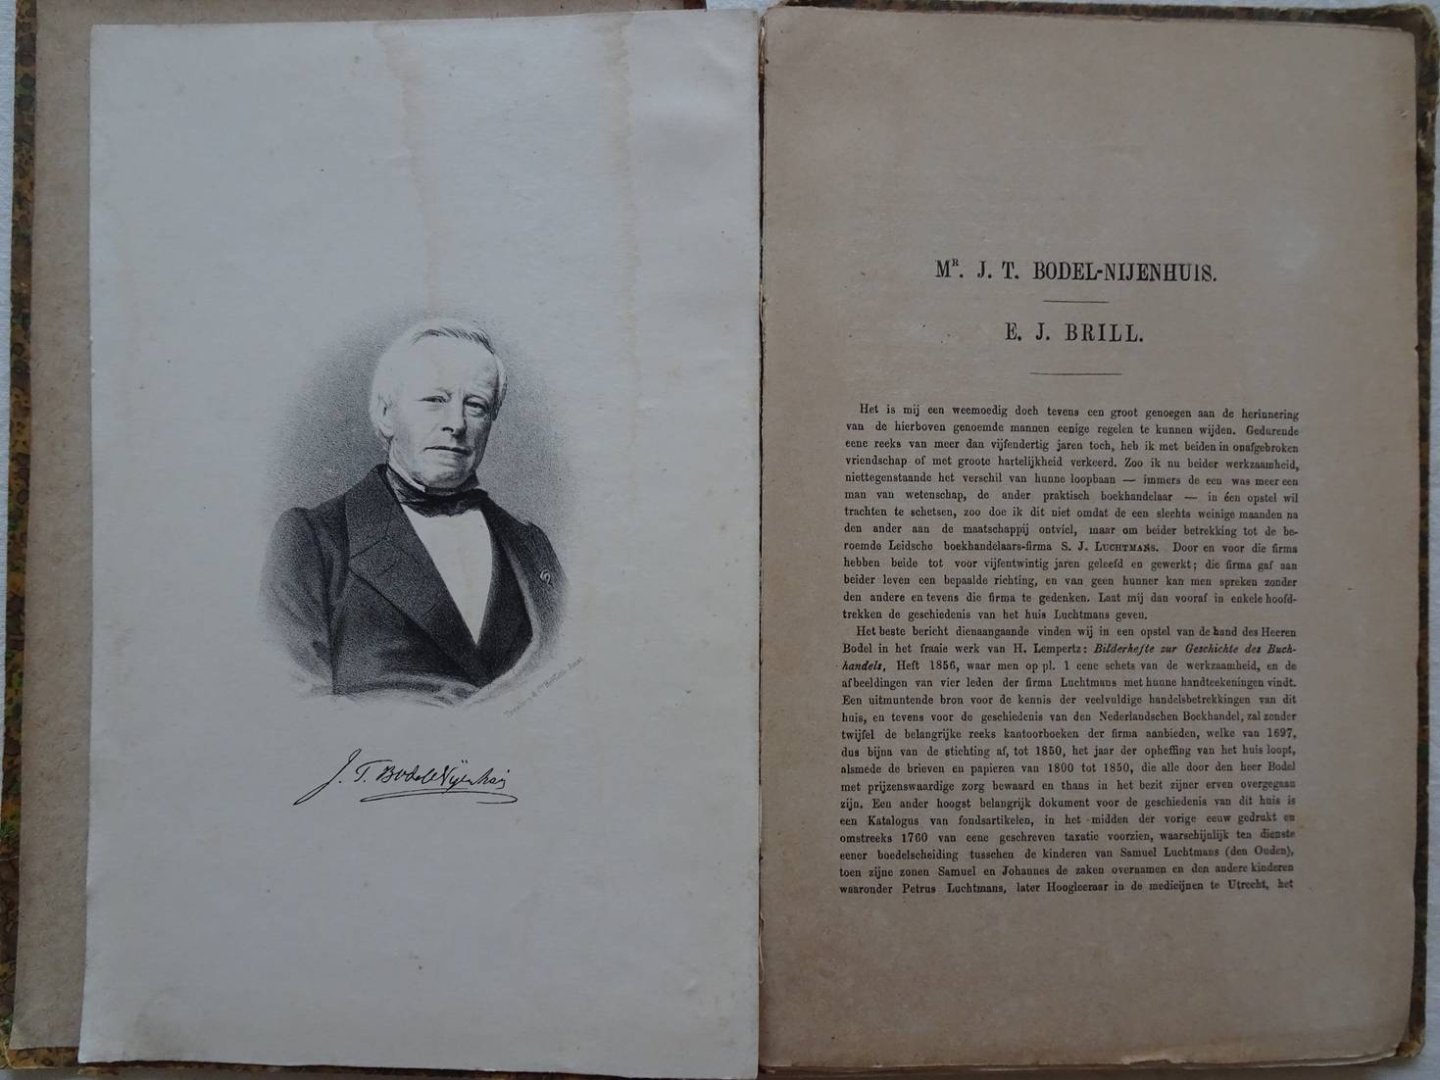 J. T. Bodel Nijenhuis
MR. J. T. BODEL-NIJENHUIS.
E. J. BRILL.
Het is mij een weemoedig doch tevens een groot genoegen aan de herinnering
van de hierboven genoemde mannen eenige regelen te kunnen wijden. Gedurende
eene reeks van meer dan vijfendertig jaren toch, heb ik met beiden in onafgebroken
vriendschap of met groote hartelijkheid verkeerd. Zoo ik nu beider werkzaamheid,
niettegenstaande het verschil van hunne loopbaan — immers de een was meer een
man van wetenschap, de ander praktisch boekhandelaar — in éen opstel wil
trachten te schetsen, zoo doe ik dit niet omdat de een slechts weinige maanden na
den ander aan de maatschappij ontviel, maar om beider betrekking tot de be-
roemde Leidsche boekhandelaars-firma S. J. LUCHTMANS. Door en voor die firma
hebben beide tot voor vijfentwintig jaren geleefd en gewerkt; die firma gaf aan
beider leven een bepaalde richting, en van geen hunner kan men spreken zonder
den andere en tevens die firma te gedenken. Laat mij dan vooraf in enkele hoofd-
trekken de geschiedenis van het huis Luchtmans geven.
Het beste bericht dienaangaande vinden wij in een opstel van de hand des Heeren
Bodel in het fraaie werk van H. Lempertz: Bilderhefte zur Geschichte des Buch-
handels, Heft 1856, waar men op pl. 1 eene schets van de werkzaamheid, en de
afbeeldingen van vier leden der firma Luchtmans met hunne handteekeningen vindt.
Een uitmuntende bron voor de kennis der veelvuldige handelsbetrekkingen van dit
huis, en tevens voor de geschiedenis van den Nederlandschen Boekhandel, zal zonder
twijfel de belangrijke reeks kantoorboeken der firma aanbieden, welke van 1697,
dus bijna van de stichting af, tot 1850, het jaar der opheffing van het huis loopt,
alsmede de brieven en papieren van 1800 tot 1850, die alle door den heer Bodel
met prijzenswaardige zorg bewaard en thans in het bezit zijner erven overgegaan
zijn. Een ander hoogst belangrijk dokument voor de geschiedenis van dit huis is
een Katalogus van fondsartikelen, in het midden der vorige eeuw gedrukt en
omstreeks 1760 van eene geschreven taxatie voorzien, waarschijnlijk ten dienste
eener boedelscheiding tusschen de kinderen van Samuel Luchtmans (den Ouden),
toen zijne zonen Samuel en Johannes de zaken overnamen en den andere kinderen
waaronder Petrus Luchtmans, later Hoogleeraar in de medicijnen te Utrecht, het